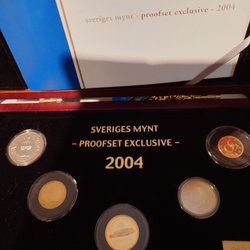 sveriges mynt - proofset exclusive - 2004
SVERIGES MYNT
- PROOFSET EXCLUSIVE -
2004